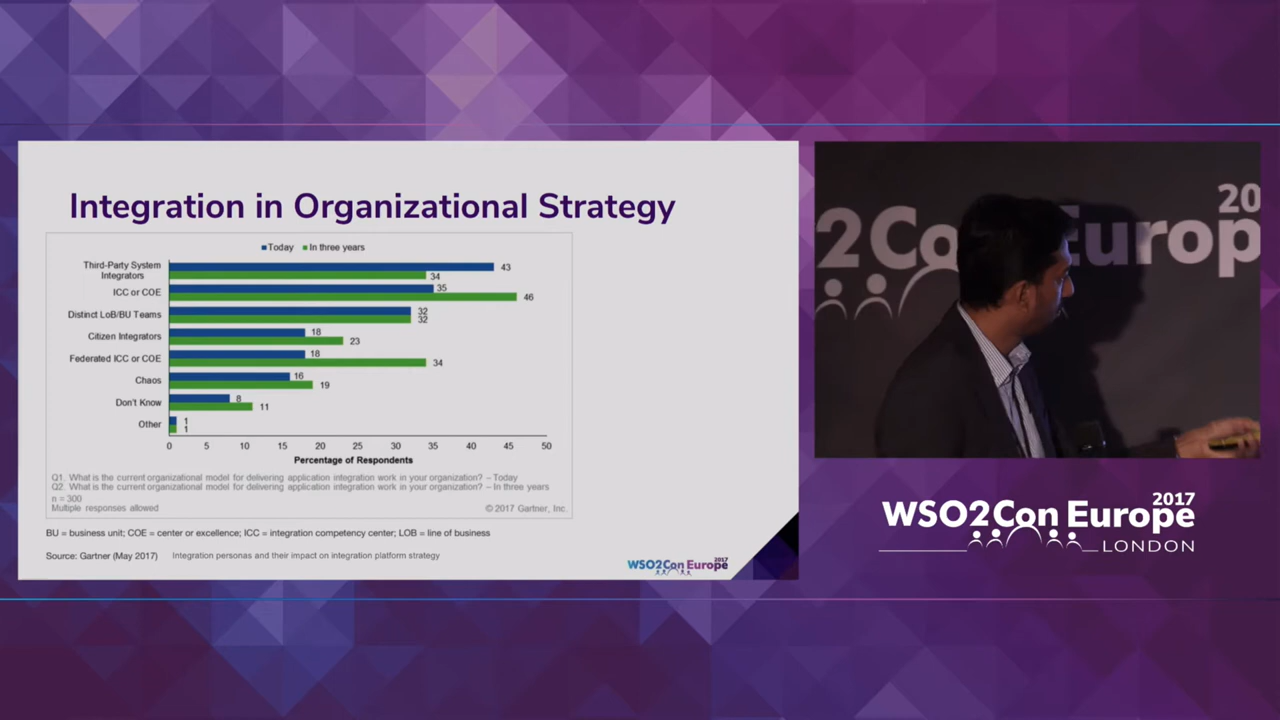 Integration in Organizational Strategy
Today In three years
Third-Party System
Integrators
43
34
ICC or COE
35
46
Distinct LoB/BU Teams
32
32
Citizen Integrators
18
23
Federated ICC or COE
18
34
Chaos
16
19
Don't Know
8
11
Other
1
1
0 5 10 15 20 25 30 35 40 45 50
Percentage of Respondents
Q1. What is the current organizational model for delivering application integration work in your organization? – Today
Q2. What is the current organizational model for delivering application integration work in your organization? – In three years
n = 300
Multiple responses allowed
© 2017 Gartner, Inc.
BU = business unit; COE = center or excellence; ICC = integration competency center; LOB = line of business
Source: Gartner (May 2017) Integration personas and their impact on integration platform strategy
2017
WSO2Con Europe
20
2Co Europ
2017
WSO2Con Europe
LONDON